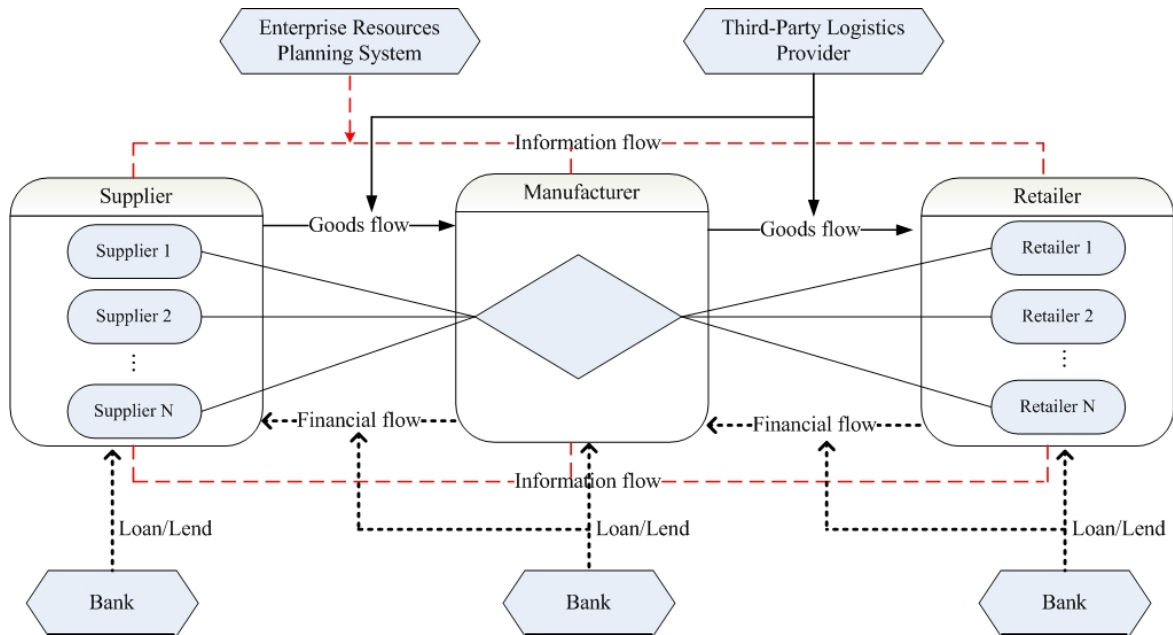 Enterprise Resources
Planning System
Third-Party Logistics
Provider
Information flow
Supplier
Manufacturer
Retailer
Goods flow
Goods flow
Supplier 1
Supplier 2
Supplier N
Retailer 1
Retailer 2
Retailer N
Financial flow
Financial flow
Information flow
Loan/Lend
Loan/Lend
Loan/Lend
Bank
Bank
Bank